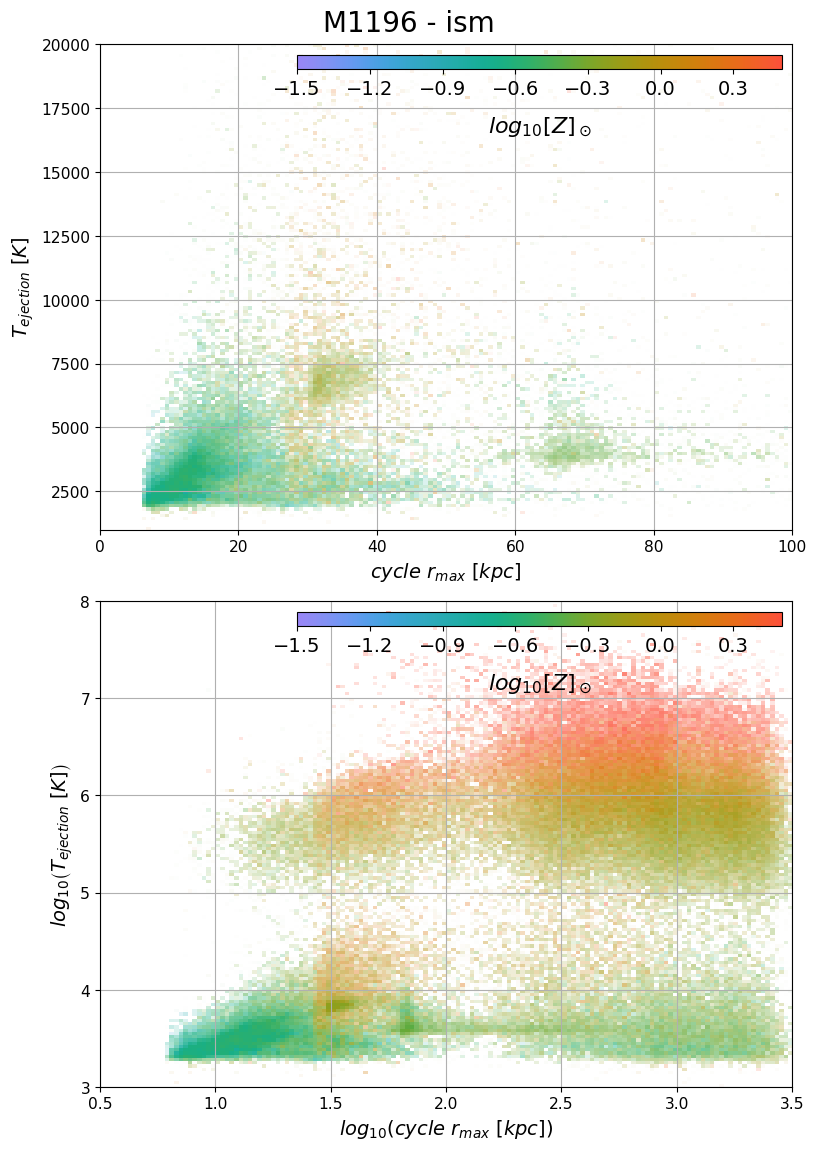 M1196 - ism
20000
17500
15000
12500
10000
7500
5000
2500
T_ejection [K]
−1.5 −1.2 −0.9 −0.6 −0.3 0.0 0.3
log₁₀[Z]⊙
0 20 40 60 80 100
cycle r_max [kpc]
8
7
6
5
4
3
log₁₀(T_ejection [K])
−1.5 −1.2 −0.9 −0.6 −0.3 0.0 0.3
log₁₀[Z]⊙
0.5 1.0 1.5 2.0 2.5 3.0 3.5
log₁₀(cycle r_max [kpc])